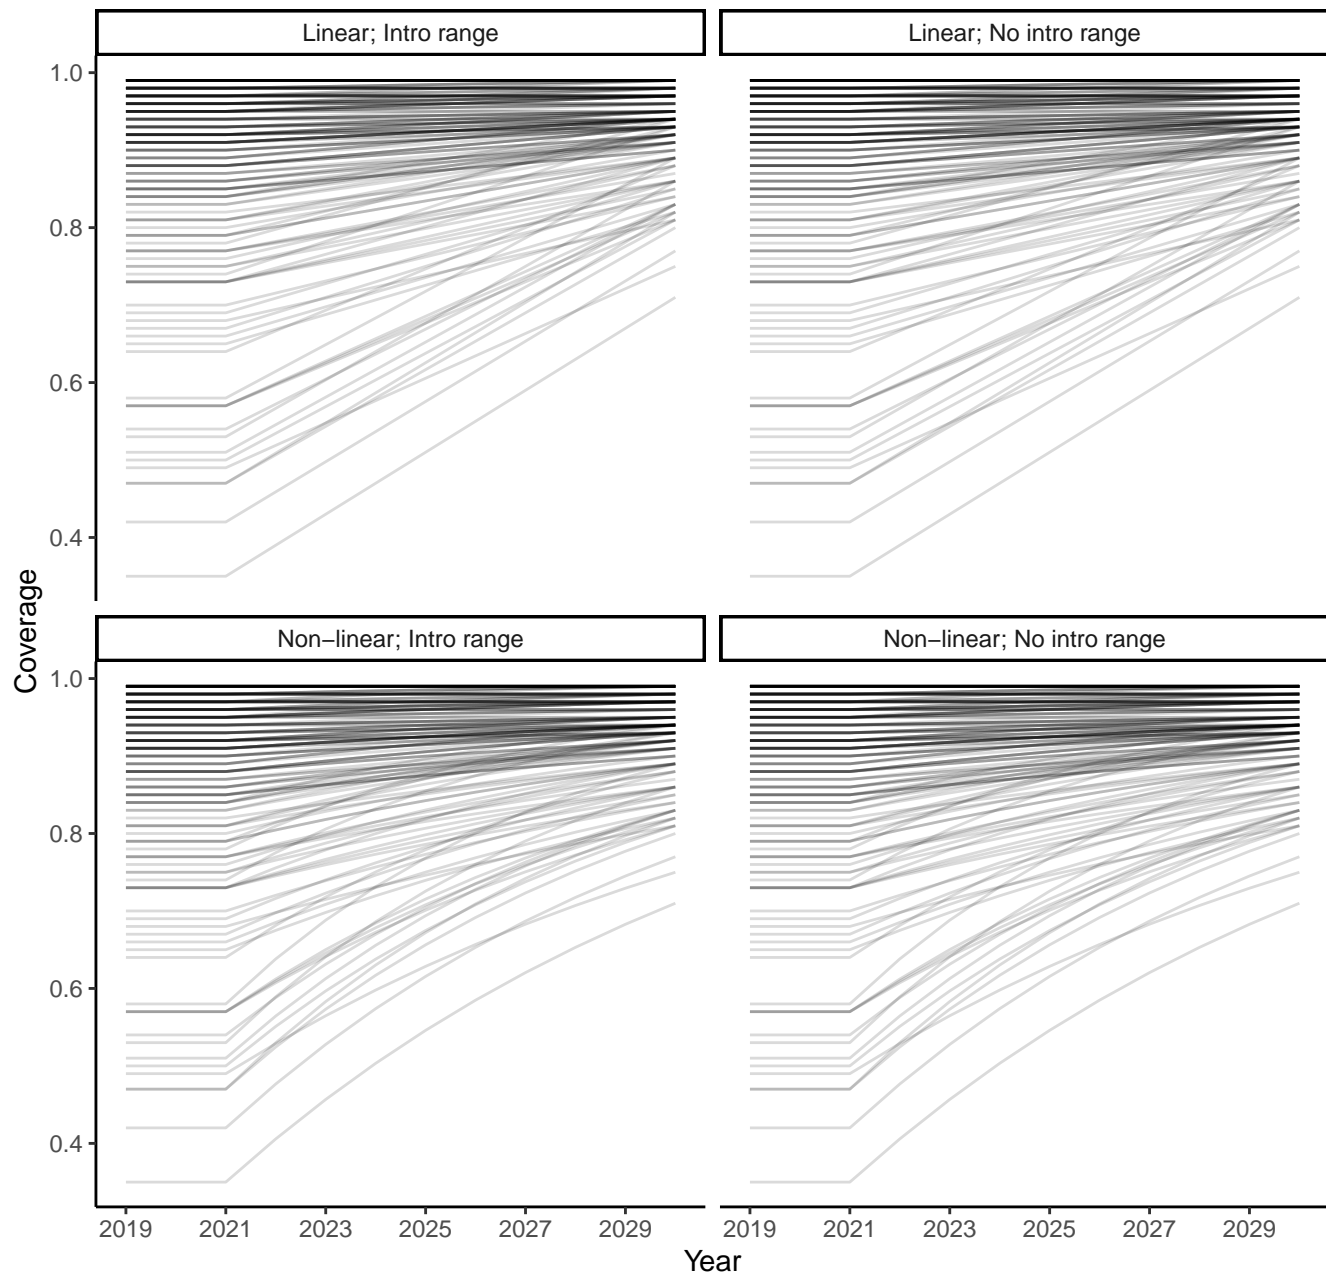 Linear; Intro range
Linear; No intro range
1.0
0.8
0.6
0.4
Coverage
Non−linear; Intro range
Non−linear; No intro range
1.0
0.8
0.6
0.4
2019 2021 2023 2025 2027 2029
2019 2021 2023 2025 2027 2029
Year